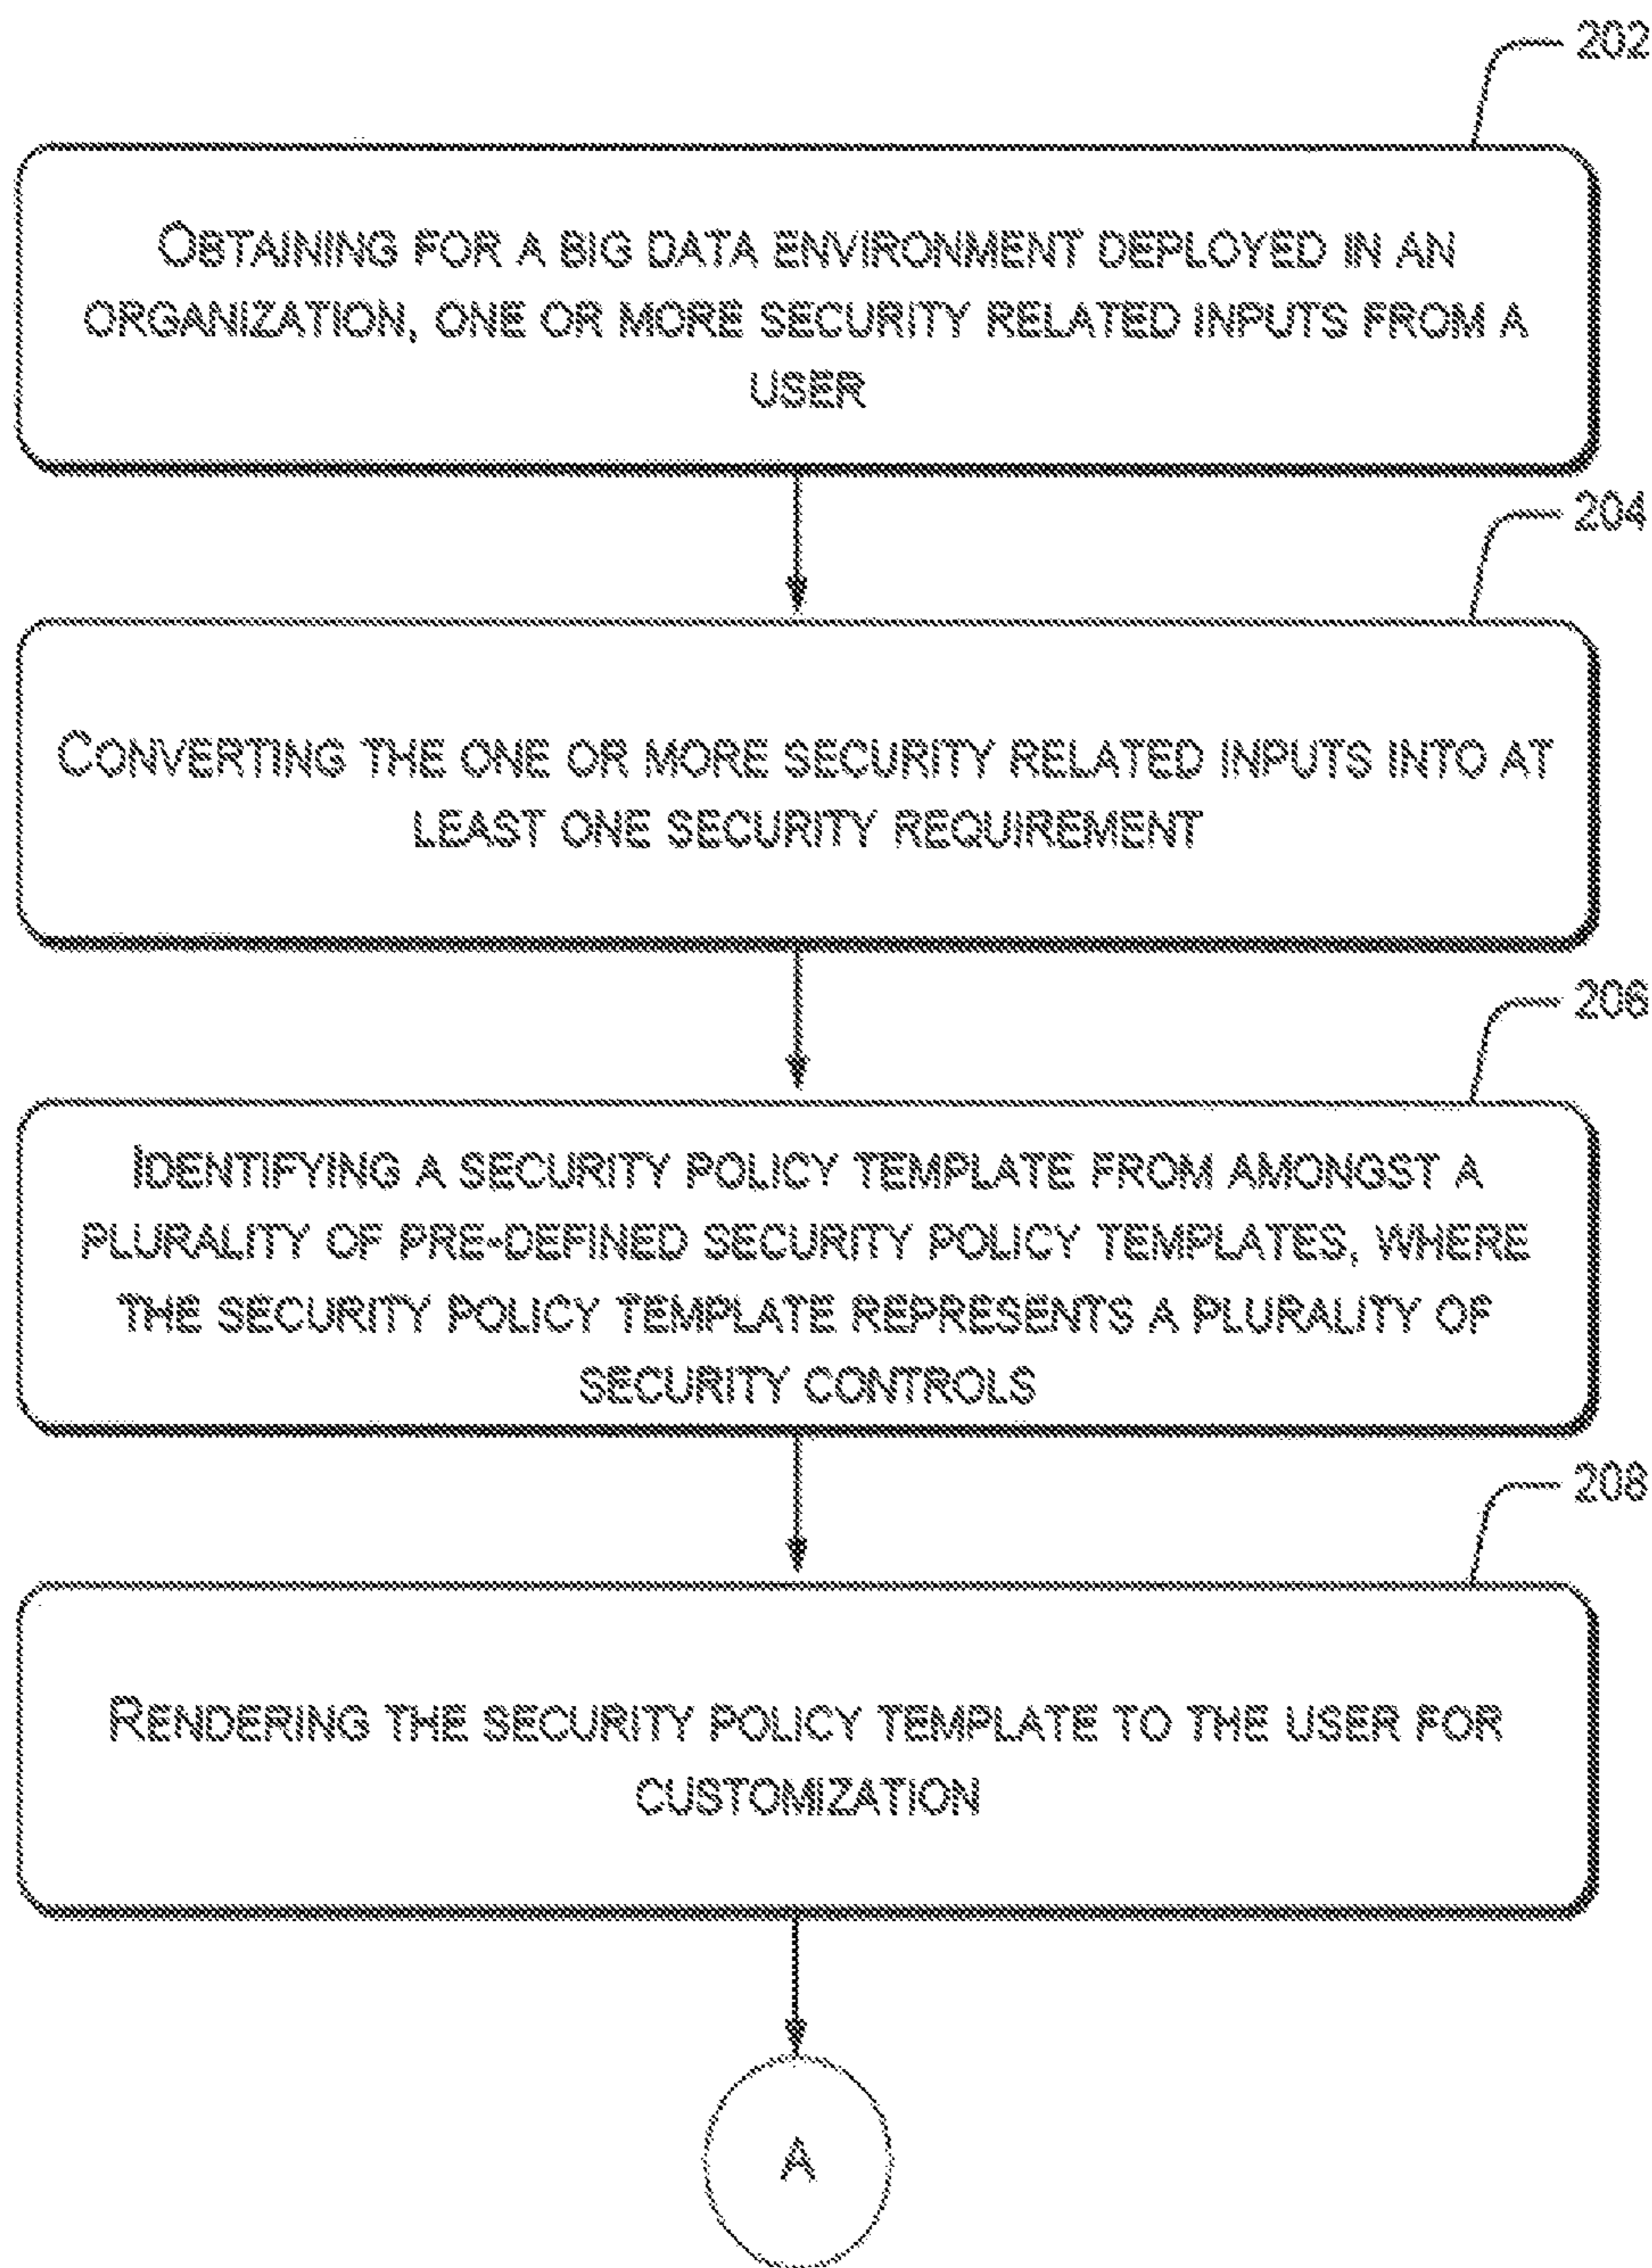 202
OBTAINING FOR A BIG DATA ENVIRONMENT DEPLOYED IN AN
ORGANIZATION, ONE OR MORE SECURITY RELATED INPUTS FROM A
USER
204
CONVERTING THE ONE OR MORE SECURITY RELATED INPUTS INTO AT
LEAST ONE SECURITY REQUIREMENT
206
IDENTIFYING A SECURITY POLICY TEMPLATE FROM AMONGST A
PLURALITY OF PRE-DEFINED SECURITY POLICY TEMPLATES, WHERE
THE SECURITY POLICY TEMPLATE REPRESENTS A PLURALITY OF
SECURITY CONTROLS
208
RENDERING THE SECURITY POLICY TEMPLATE TO THE USER FOR
CUSTOMIZATION
A